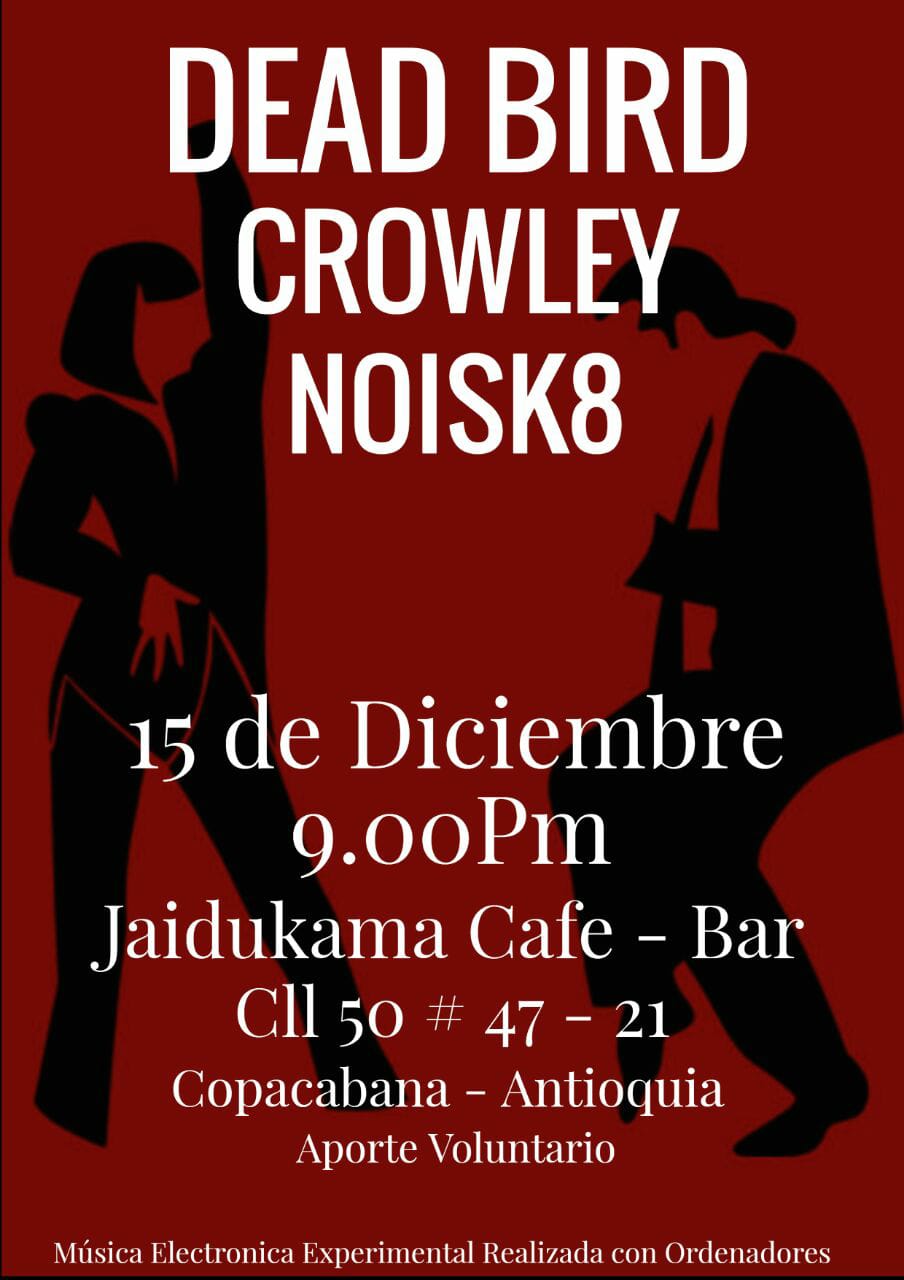 DEAD BIRD
CROWLEY
NOISK8
15 de Diciembre
9.00Pm
Jaidukama Cafe - Bar
Cll 50 # 47 - 21
Copacabana - Antioquia
Aporte Voluntario
Música Electronica Experimental Realizada con Ordenadores